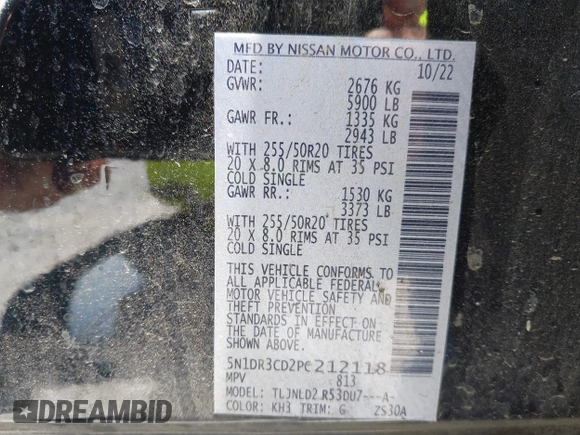 MFD BY NISSAN MOTOR CO., LTD.
DATE: 10/22
GVWR: 2676 KG
5900 LB
GAWR FR.: 1335 KG
2943 LB
WITH 255/50R20 TIRES
20 X 8.0 RIMS AT 35 PSI
COLD SINGLE
GAWR RR.: 1530 KG
3373 LB
WITH 255/50R20 TIRES
20 X 8.0 RIMS AT 35 PSI
COLD SINGLE
THIS VEHICLE CONFORMS TO
ALL APPLICABLE FEDERAL
MOTOR VEHICLE SAFETY AND
THEFT PREVENTION
STANDARDS IN EFFECT ON
THE DATE OF MANUFACTURE
SHOWN ABOVE.
5N1DR3CD2PC212118
MPV 813
MODEL:
COLOR: KH3 TRIM: G 2S30A
REVEAL AUTOBIDCARS